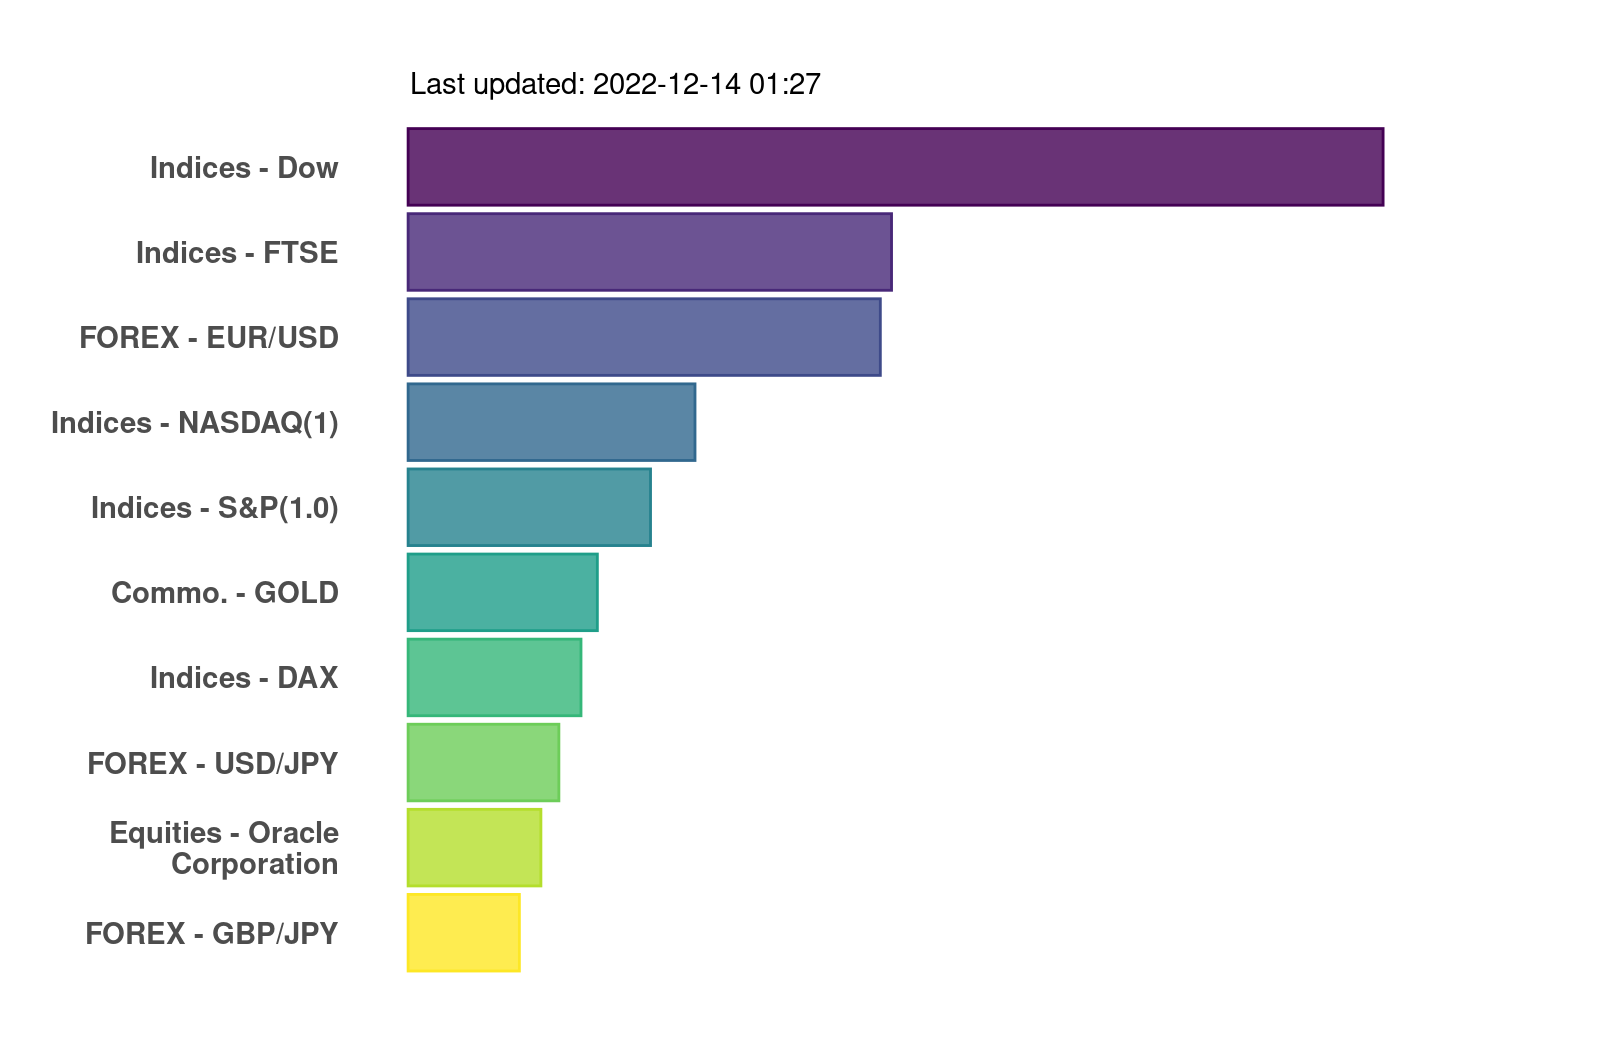 Last updated: 2022-12-14 01:27
Indices - Dow
Indices - FTSE
FOREX - EUR/USD
Indices - NASDAQ(1)
Indices - S&P(1.0)
Commo. - GOLD
Indices - DAX
FOREX - USD/JPY
Equities - Oracle
Corporation
FOREX - GBP/JPY